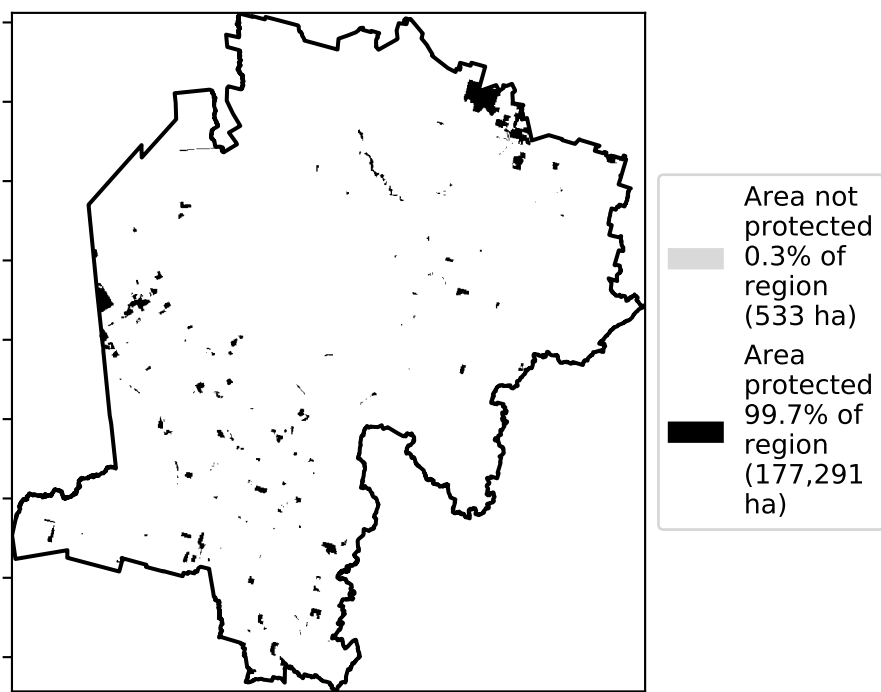 Area not
protected
0.3% of
region
(533 ha)
Area
protected
99.7% of
region
(177,291
ha)